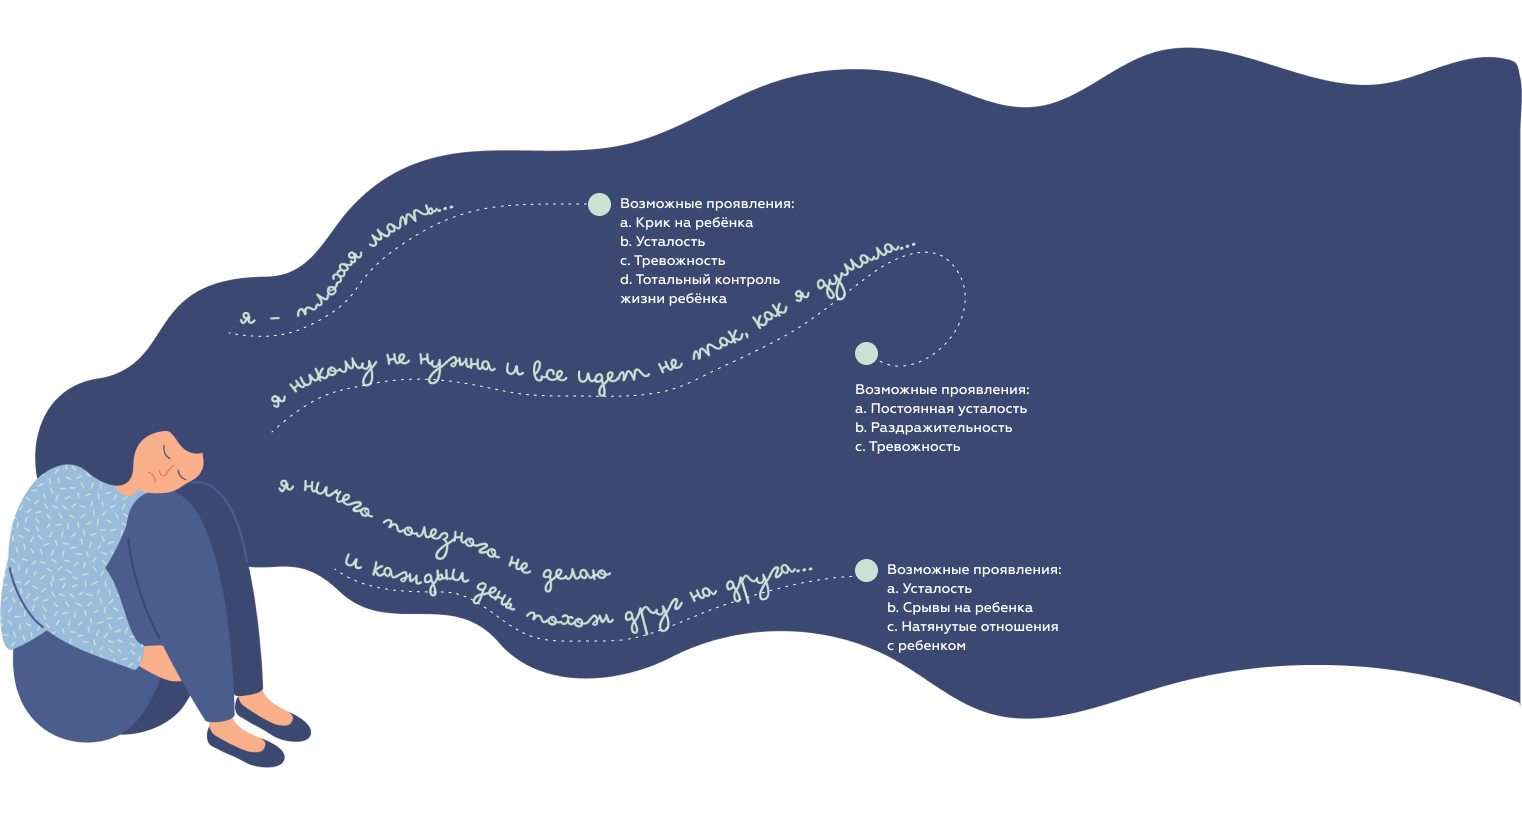 я - плохая мать...
Возможные проявления:
a. Крик на ребёнка
b. Усталость
c. Тревожность
d. Тотальный контроль
жизни ребёнка
я никому не нужна и все идет не так, как я думала...
Возможные проявления:
a. Постоянная усталость
b. Раздражительность
c. Тревожность
я ничего полезного не делаю
и каждый день похож друг на друга...
Возможные проявления:
a. Усталость
b. Срывы на ребенка
c. Натянутые отношения
с ребенком